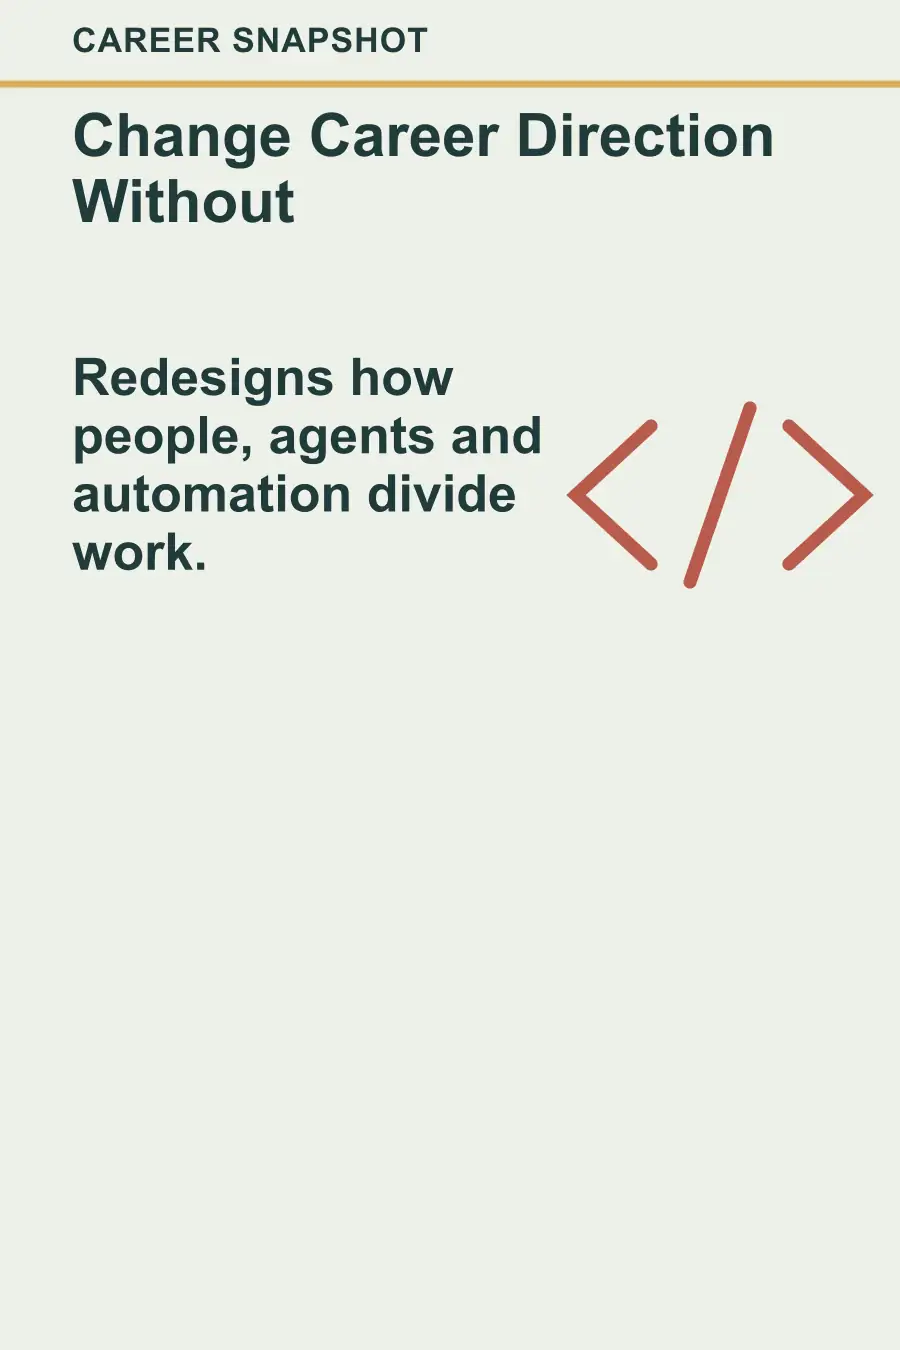 CAREER SNAPSHOT
Change Career Direction
Without
Redesigns how
people, agents and
automation divide
work.